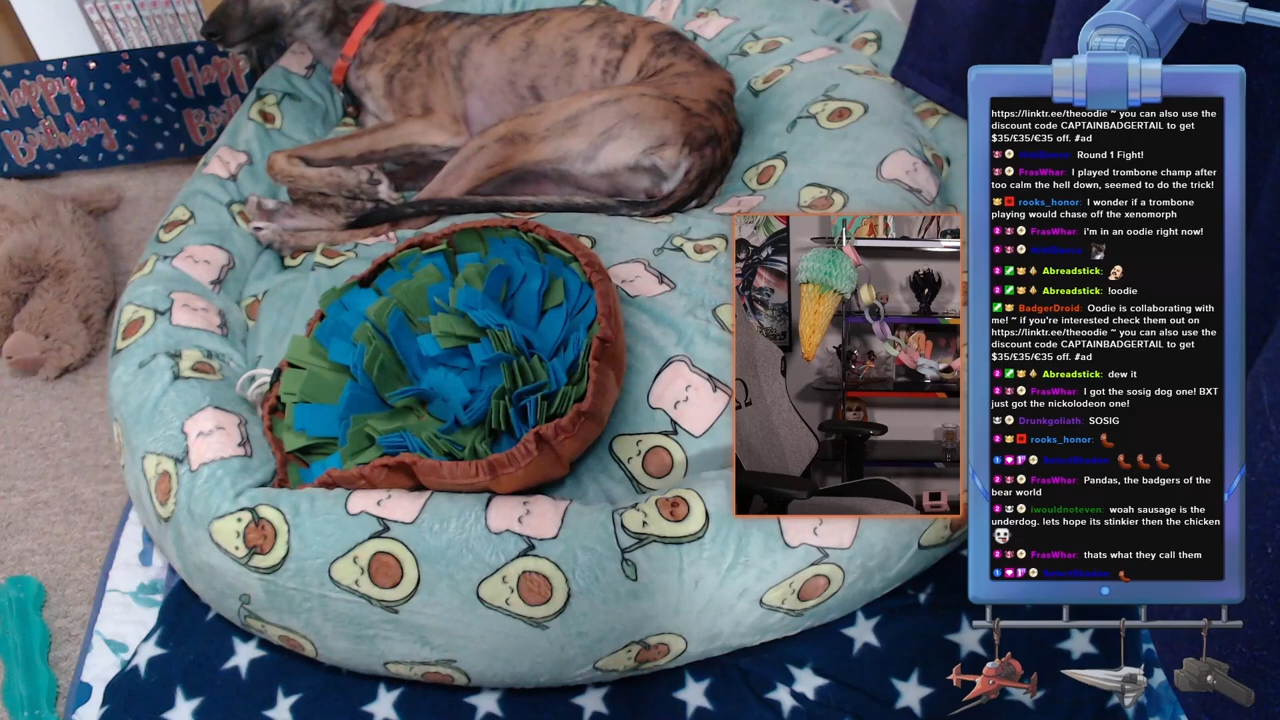 Happy
Birthday
Happy
https://linktr.ee/theoodie ~ you can also use the
discount code CAPTAINBADGERTAIL to get
$35/£35/€35 off. #ad
Round 1 Fight!
FrasWhar: I played trombone champ after
too calm the hell down, seemed to do the trick!
rooks_honor: I wonder if a trombone
playing would chase off the xenomorph
FrasWhar: i'm in an oodie right now!
Abreadstick:
Abreadstick: !oodie
BadgerDroid: Oodie is collaborating with
me! ~ if you're interested check them out on
https://linktr.ee/theoodie ~ you can also use the
discount code CAPTAINBADGERTAIL to get
$35/£35/€35 off. #ad
Abreadstick: dew it
FrasWhar: I got the sosig dog one! BXT
just got the nickolodeon one!
Drunkgoliath: SOSIG
rooks_honor:
FrasWhar: Pandas, the badgers of the
bear world
iwouldnoteven: woah sausage is the
underdog. lets hope its stinkier then the chicken
FrasWhar: thats what they call them